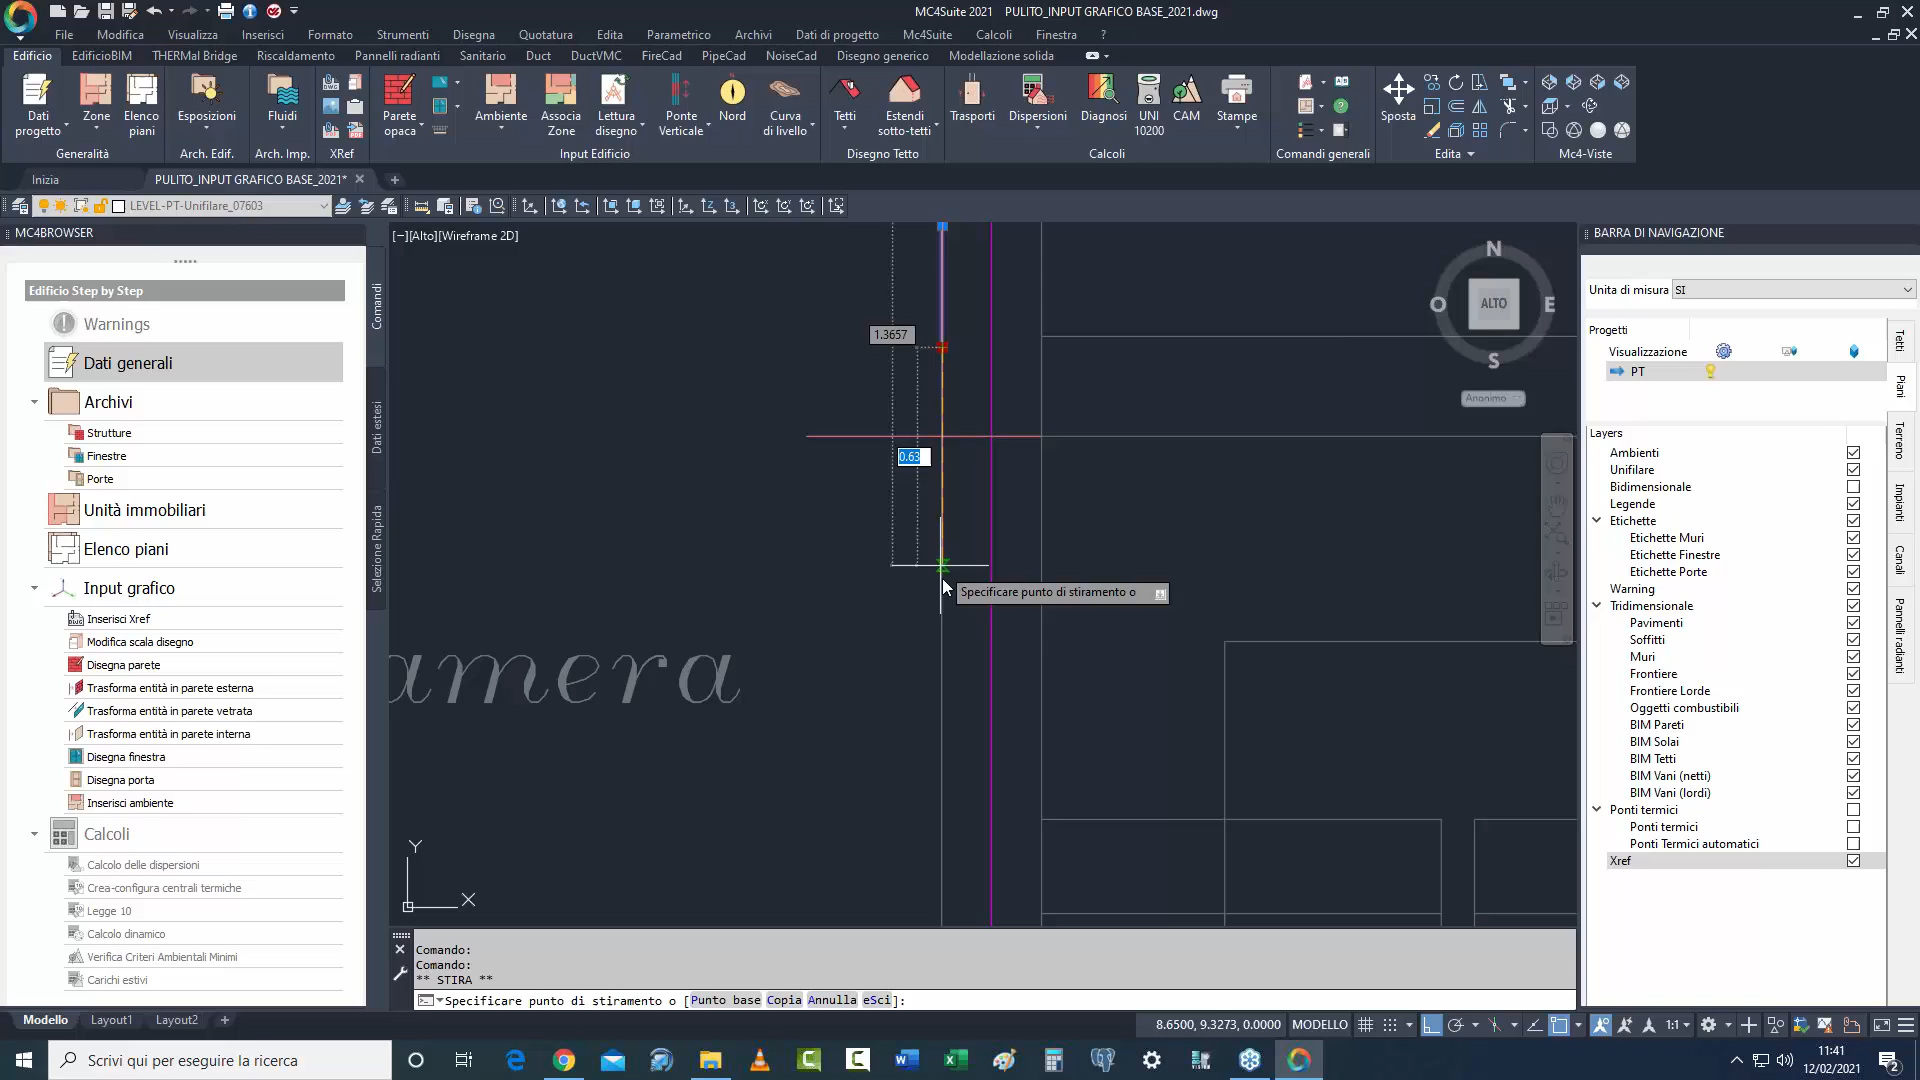 MC4Suite 2021 PULITO_INPUT GRAFICO BASE_2021.dwg
File Modifica Visualizza Inserisci Formato Strumenti Disegna Quotatura Edita Parametrico Archivi Dati di progetto Mc4Suite Calcoli Finestra ?
Edificio EdificioBIM THERMal Bridge Riscaldamento Pannelli radianti Sanitario Duct DuctVMC FireCad PipeCad NoiseCad Disegno generico Modellazione solida
Dati progetto Zone Elenco piani Esposizioni Fluidi Parete opaca Ambiente Associa Zone Lettura disegno Ponte Verticale Nord Curva di livello Tetti Estendi sotto-tetti Trasporti Dispersioni Diagnosi UNI 10200 CAM Stampe Sposta
Generalità Arch. Edif. Arch. Imp. XRef Input Edificio Disegno Tetto Calcoli Comandi generali Edita Mc4-Viste
Inizia PULITO_INPUT GRAFICO BASE_2021*
LEVEL-PT-Unifilare_07603
MC4BROWSER
Edificio Step by Step
Warnings
Dati generali
Archivi
Strutture
Finestre
Porte
Unità immobiliari
Elenco piani
Input grafico
Inserisci Xref
Modifica scala disegno
Disegna parete
Trasforma entità in parete esterna
Trasforma entità in parete vetrata
Trasforma entità in parete interna
Disegna finestra
Disegna porta
Inserisci ambiente
Calcoli
Calcolo delle dispersioni
Crea-configura centrali termiche
Legge 10
Calcolo dinamico
Verifica Criteri Ambientali Minimi
Carichi estivi
Comandi
Dati estesi
Selezione Rapida
[−][Alto][Wireframe 2D]
1.3657
0.63
Specificare punto di stiramento o
amera
Y
X
N
O ALTO E
S
Anonimo
Comando:
Comando:
** STIRA **
Specificare punto di stiramento o [Punto base Copia Annulla eSci]:
BARRA DI NAVIGAZIONE
Unita di misura SI
Progetti
Visualizzazione
PT
Layers
Ambienti
Unifilare
Bidimensionale
Legende
Etichette
Etichette Muri
Etichette Finestre
Etichette Porte
Warning
Tridimensionale
Pavimenti
Soffitti
Muri
Frontiere
Frontiere Lorde
Oggetti combustibili
BIM Pareti
BIM Solai
BIM Tetti
BIM Vani (netti)
BIM Vani (lordi)
Ponti termici
Ponti termici
Ponti Termici automatici
Xref
Tetti
Piani
Terreno
Impianti
Canali
Pannelli radianti
Modello Layout1 Layout2
8.6500, 9.3273, 0.0000 MODELLO 1:1
Scrivi qui per eseguire la ricerca
11:41
12/02/2021
2